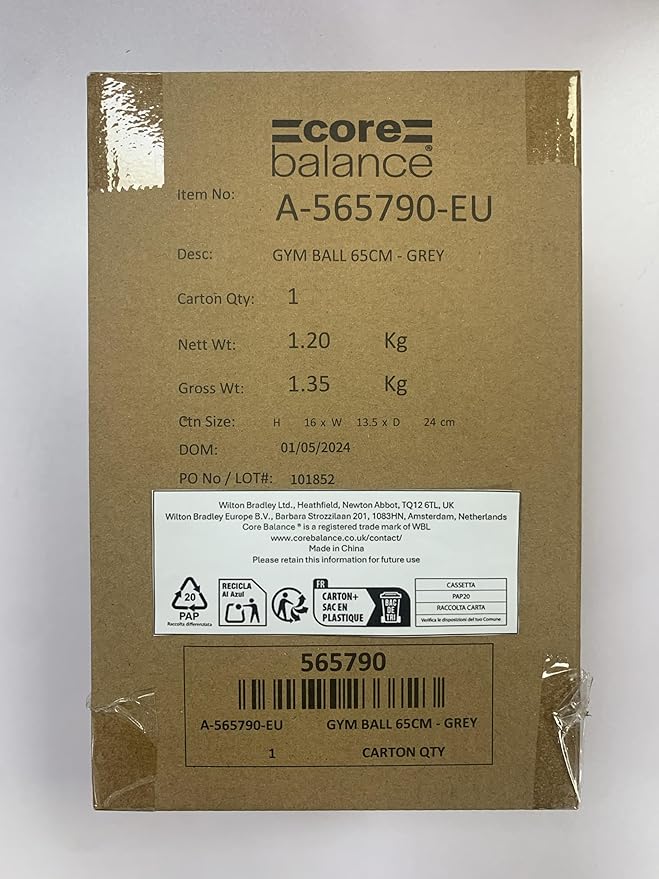 core
balance®
Item No: A-565790-EU
Desc: GYM BALL 65CM - GREY
Carton Qty: 1
Nett Wt: 1.20 Kg
Gross Wt: 1.35 Kg
Ctn Size: H 16 x W 13.5 x D 24 cm
DOM: 01/05/2024
PO No / LOT#: 101852
Wilton Bradley Ltd., Heathfield, Newton Abbot, TQ12 6TL, UK
Wilton Bradley Europe B.V., Barbara Strozzilaan 201, 1083HN, Amsterdam, Netherlands
Core Balance ® is a registered trade mark of WBL
www.corebalance.co.uk/contact/
Made in China
Please retain this information for future use
20
PAP
Raccolta differenziata
RECICLA
Al Azul
FR
CARTON+
SAC EN
PLASTIQUE
BAC
DE
TRI
CASSETTA
PAP20
RACCOLTA CARTA
Verifica le disposizioni del tuo Comune
565790
A-565790-EU GYM BALL 65CM - GREY
1 CARTON QTY